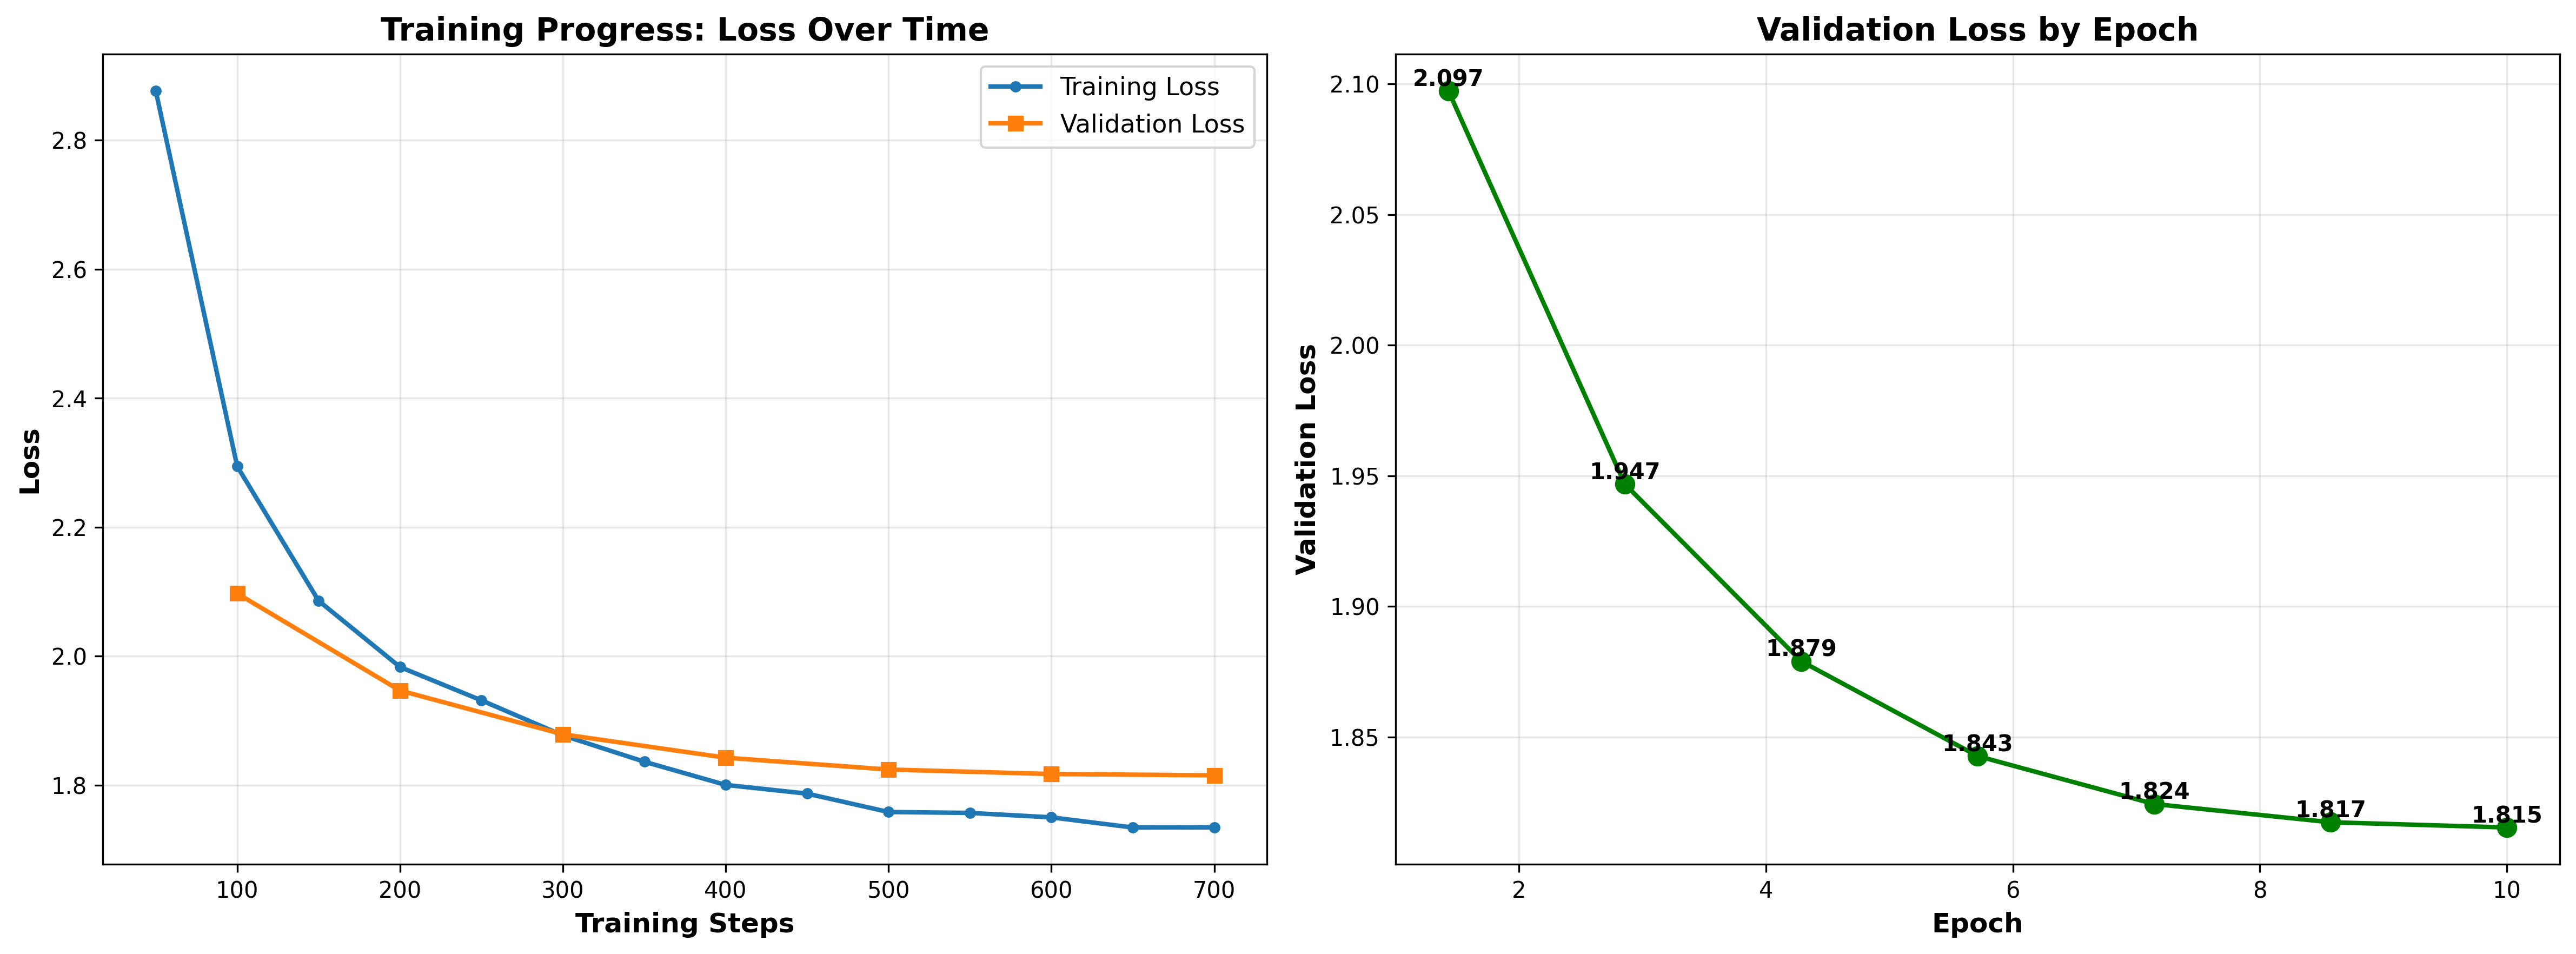 Training Progress: Loss Over Time
Training Loss
Validation Loss
2.8
2.6
2.4
2.2
2.0
1.8
Loss
100 200 300 400 500 600 700
Training Steps
Validation Loss by Epoch
2.10
2.05
2.00
1.95
1.90
1.85
Validation Loss
2.097
1.947
1.879
1.843
1.824
1.817
1.815
2 4 6 8 10
Epoch